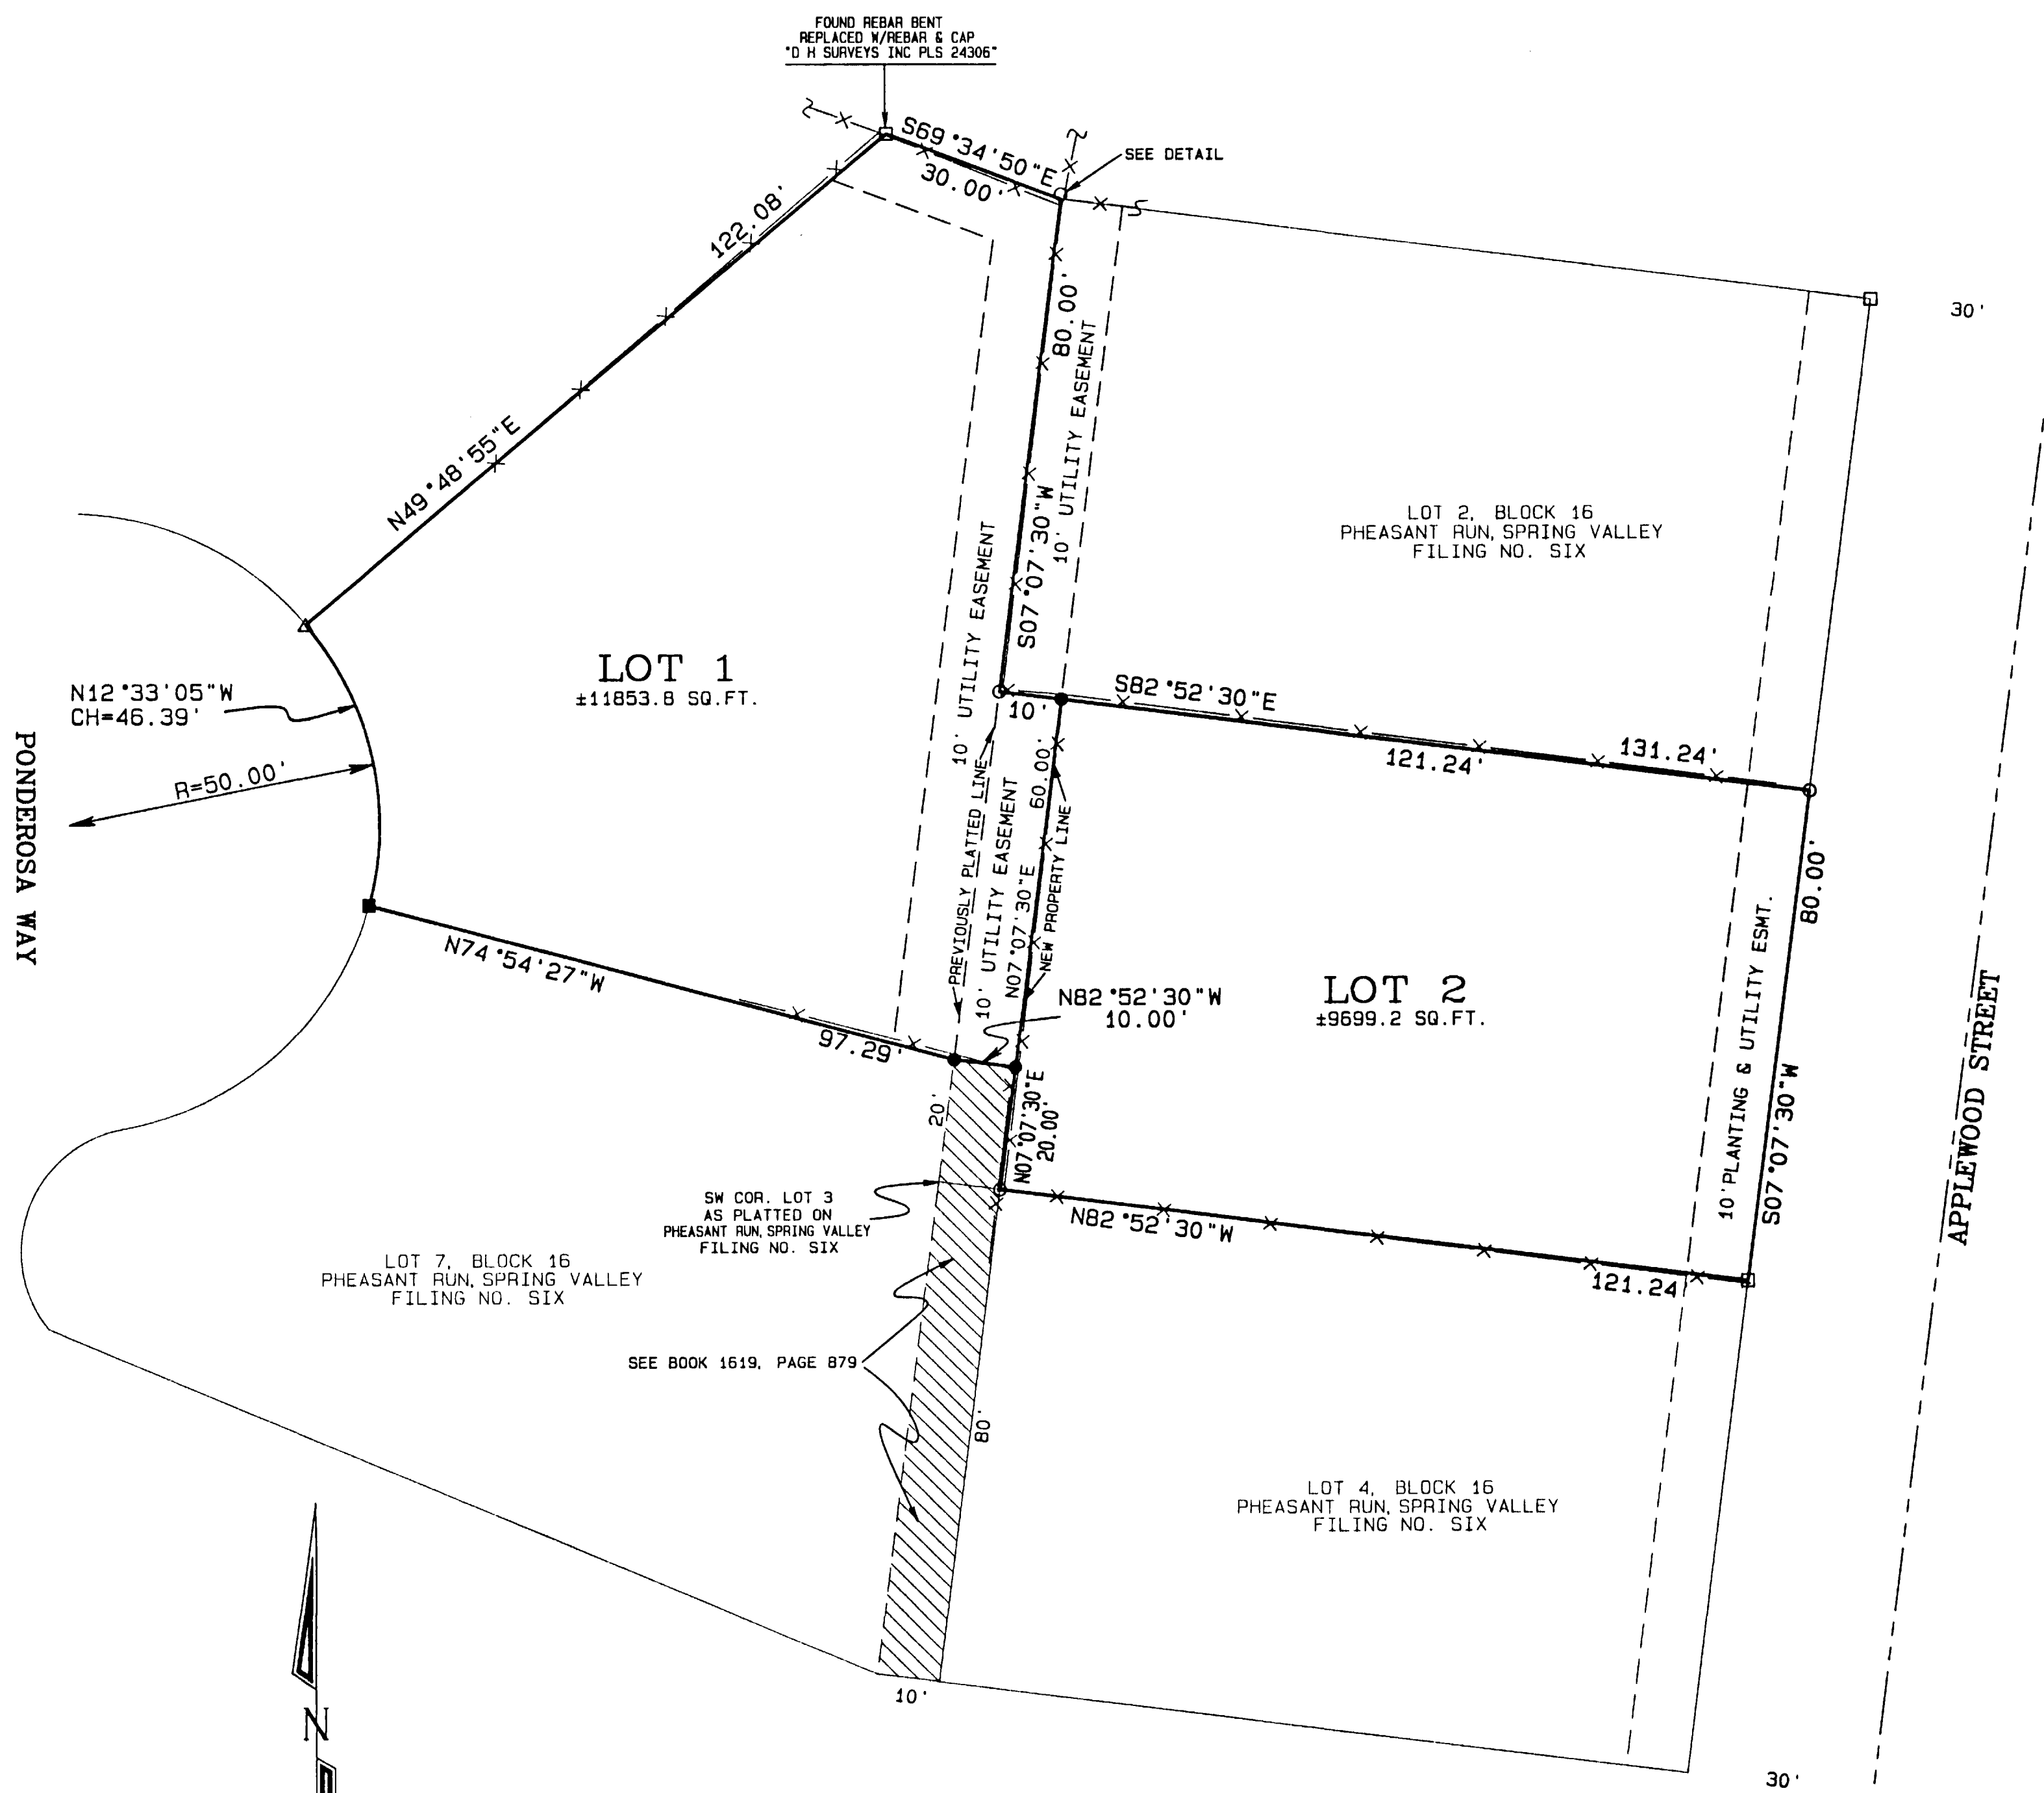 FOUND REBAR BENT
REPLACED W/REBAR & CAP
"D H SURVEYS INC PLS 24306"
S69°34'50"E
30.00'
SEE DETAIL
122.08'
N49°48'55"E
80.00'
S07°07'30"W
10' UTILITY EASEMENT
10' UTILITY EASEMENT
30'
LOT 2, BLOCK 16
PHEASANT RUN, SPRING VALLEY
FILING NO. SIX
LOT 1
±11853.8 SQ.FT.
N12°33'05"W
CH=46.39'
R=50.00'
PONDEROSA WAY
S82°52'30"E
10'
121.24'
131.24'
PREVIOUSLY PLATTED LINE
10' UTILITY EASEMENT
60.00'
N07°07'30"E
NEW PROPERTY LINE
N82°52'30"W
10.00'
LOT 2
±9699.2 SQ.FT.
80.00'
S07°07'30"W
10'PLANTING & UTILITY ESMT.
APPLEWOOD STREET
N74°54'27"W
97.29'
20'
N07°07'30"E
20.00'
SW COR. LOT 3
AS PLATTED ON
PHEASANT RUN, SPRING VALLEY
FILING NO. SIX
N82°52'30"W
121.24
LOT 7, BLOCK 16
PHEASANT RUN, SPRING VALLEY
FILING NO. SIX
SEE BOOK 1619, PAGE 879
80'
LOT 4, BLOCK 16
PHEASANT RUN, SPRING VALLEY
FILING NO. SIX
10'
30'
N